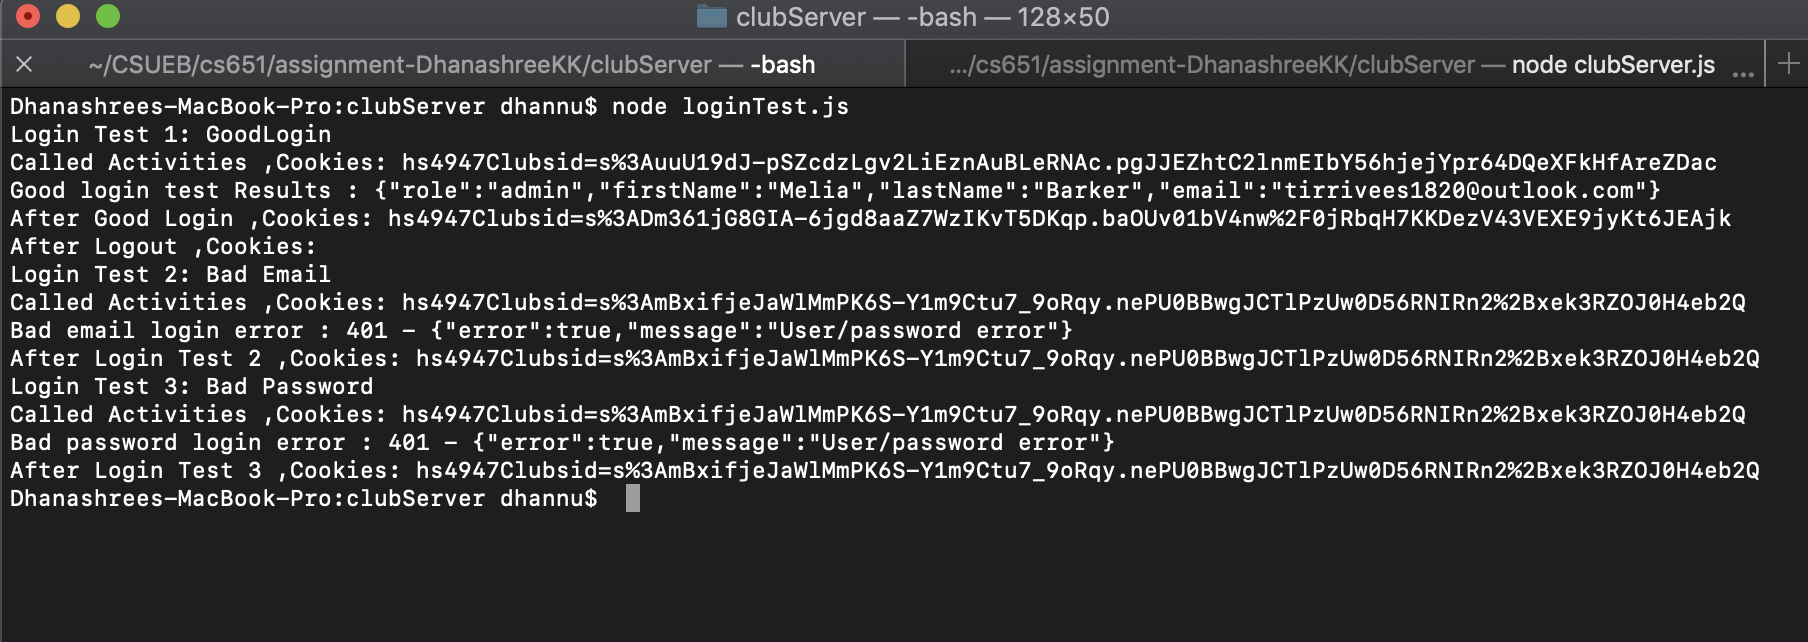 clubServer — -bash — 128×50
~/CSUEB/cs651/assignment-DhanashreeKK/clubServer — -bash
.../cs651/assignment-DhanashreeKK/clubServer — node clubServer.js ...
Dhanashrees-MacBook-Pro:clubServer dhannu$ node loginTest.js
Login Test 1: GoodLogin
Called Activities ,Cookies: hs4947Clubsid=s%3AuuU19dJ-pSZcdzLgv2LiEznAuBLeRNAc.pgJJEZhtC2lnmEIbY56hjejYpr64DQeXFkHfAreZDac
Good login test Results : {"role":"admin","firstName":"Melia","lastName":"Barker","email":"tirrivees1820@outlook.com"}
After Good Login ,Cookies: hs4947Clubsid=s%3ADm361jG8GIA-6jgd8aaZ7WzIKvT5DKqp.baOUv01bV4nw%2F0jRbqH7KKDezV43VEXE9jyKt6JEAjk
After Logout ,Cookies:
Login Test 2: Bad Email
Called Activities ,Cookies: hs4947Clubsid=s%3AmBxifjeJaWlMmPK6S-Y1m9Ctu7_9oRqy.nePU0BBwgJCTlPzUw0D56RNIRn2%2Bxek3RZOJ0H4eb2Q
Bad email login error : 401 - {"error":true,"message":"User/password error"}
After Login Test 2 ,Cookies: hs4947Clubsid=s%3AmBxifjeJaWlMmPK6S-Y1m9Ctu7_9oRqy.nePU0BBwgJCTlPzUw0D56RNIRn2%2Bxek3RZOJ0H4eb2Q
Login Test 3: Bad Password
Called Activities ,Cookies: hs4947Clubsid=s%3AmBxifjeJaWlMmPK6S-Y1m9Ctu7_9oRqy.nePU0BBwgJCTlPzUw0D56RNIRn2%2Bxek3RZOJ0H4eb2Q
Bad password login error : 401 - {"error":true,"message":"User/password error"}
After Login Test 3 ,Cookies: hs4947Clubsid=s%3AmBxifjeJaWlMmPK6S-Y1m9Ctu7_9oRqy.nePU0BBwgJCTlPzUw0D56RNIRn2%2Bxek3RZOJ0H4eb2Q
Dhanashrees-MacBook-Pro:clubServer dhannu$